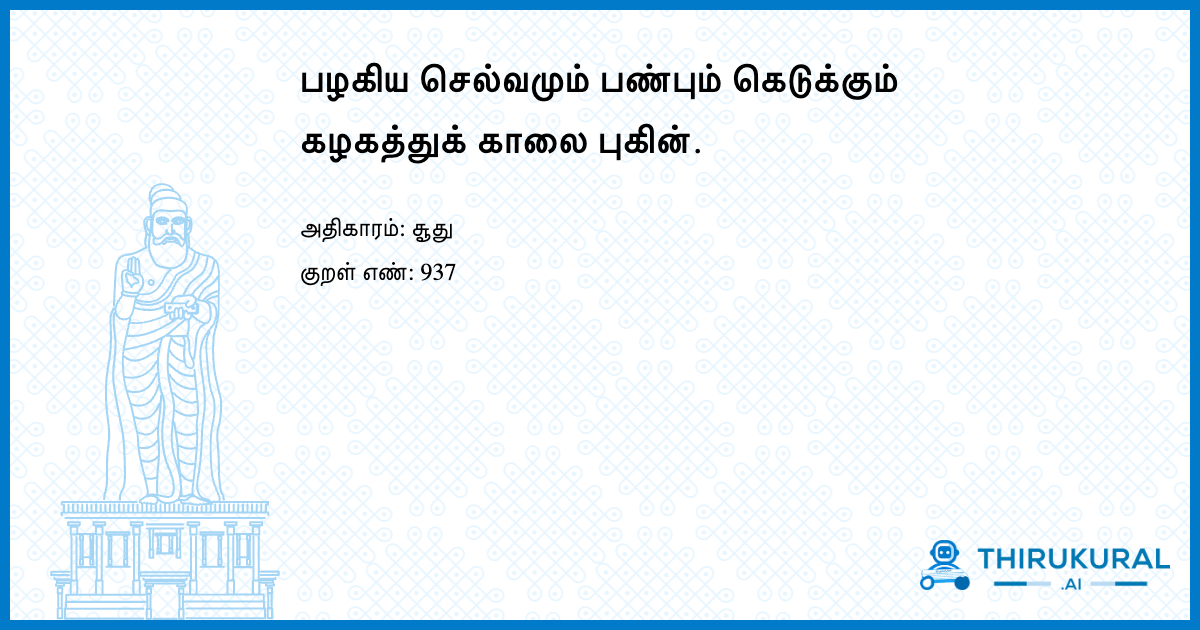 பழகிய செல்வமும் பண்பும் கெடுக்கும்
கழகத்துக் காலை புகின்.
அதிகாரம்: சூது
குறள் எண்: 937
THIRUKURAL
.AI